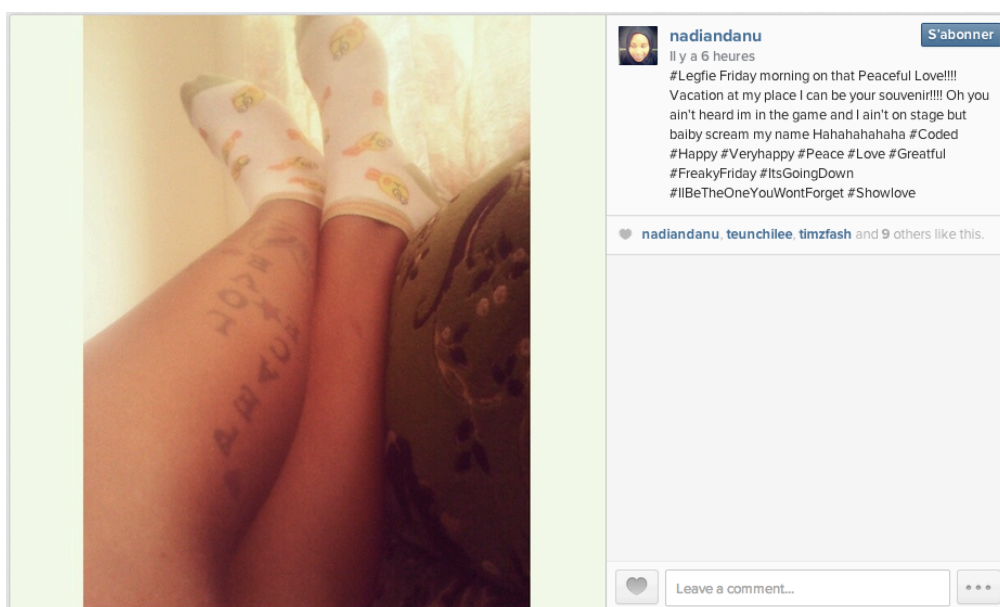 nadiandanu
S'abonner
Il y a 6 heures
#Legfie Friday morning on that Peaceful Love!!!!
Vacation at my place I can be your souvenir!!!! Oh you
ain't heard im in the game and I ain't on stage but
baiby scream my name Hahahahahaha #Coded
#Happy #Veryhappy #Peace #Love #Greatful
#FreakyFriday #ItsGoingDown
#IlBeTheOneYouWontForget #Showlove
nadiandanu, teunchilee, timzfash and 9 others like this.
Leave a comment...